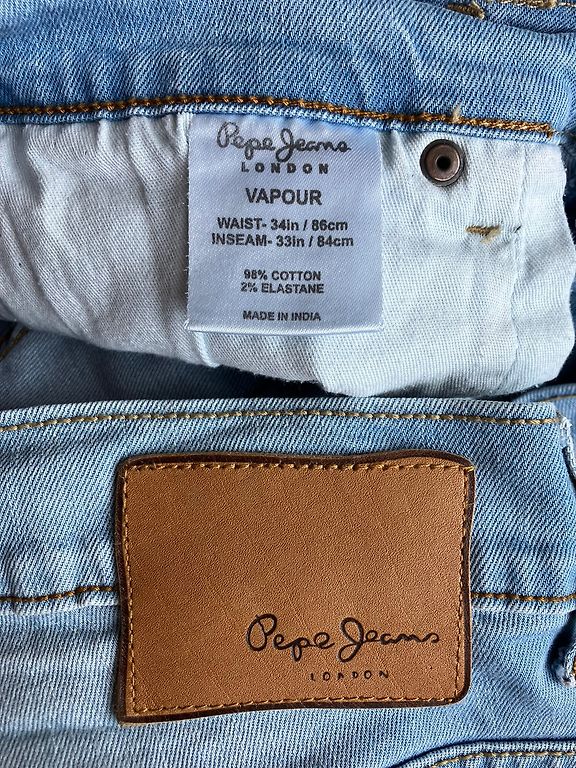 Pepe Jeans
LONDON
VAPOUR
WAIST- 34in / 86cm
INSEAM- 33in / 84cm
98% COTTON
2% ELASTANE
MADE IN INDIA
Pepe Jeans
LONDON